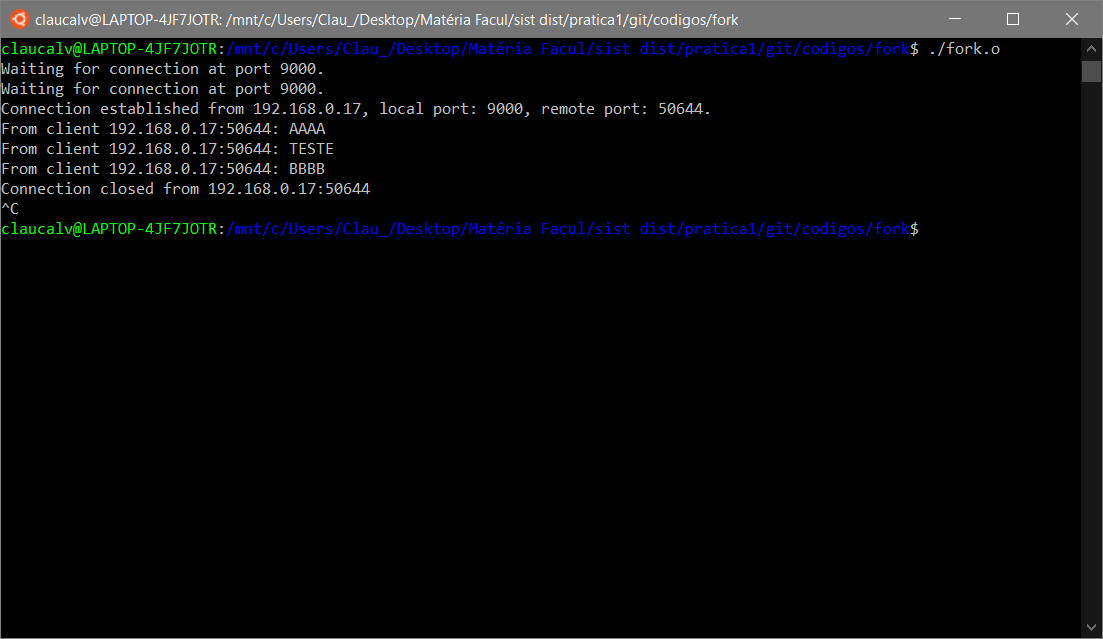 claucalv@LAPTOP-4JF7JOTR: /mnt/c/Users/Clau_/Desktop/Matéria Facul/sist dist/pratica1/git/codigos/fork
claucalv@LAPTOP-4JF7JOTR:/mnt/c/Users/Clau_/Desktop/Matéria Facul/sist dist/pratica1/git/codigos/fork$ ./fork.o
Waiting for connection at port 9000.
Waiting for connection at port 9000.
Connection established from 192.168.0.17, local port: 9000, remote port: 50644.
From client 192.168.0.17:50644: AAAA
From client 192.168.0.17:50644: TESTE
From client 192.168.0.17:50644: BBBB
Connection closed from 192.168.0.17:50644
^C
claucalv@LAPTOP-4JF7JOTR:/mnt/c/Users/Clau_/Desktop/Matéria Facul/sist dist/pratica1/git/codigos/fork$